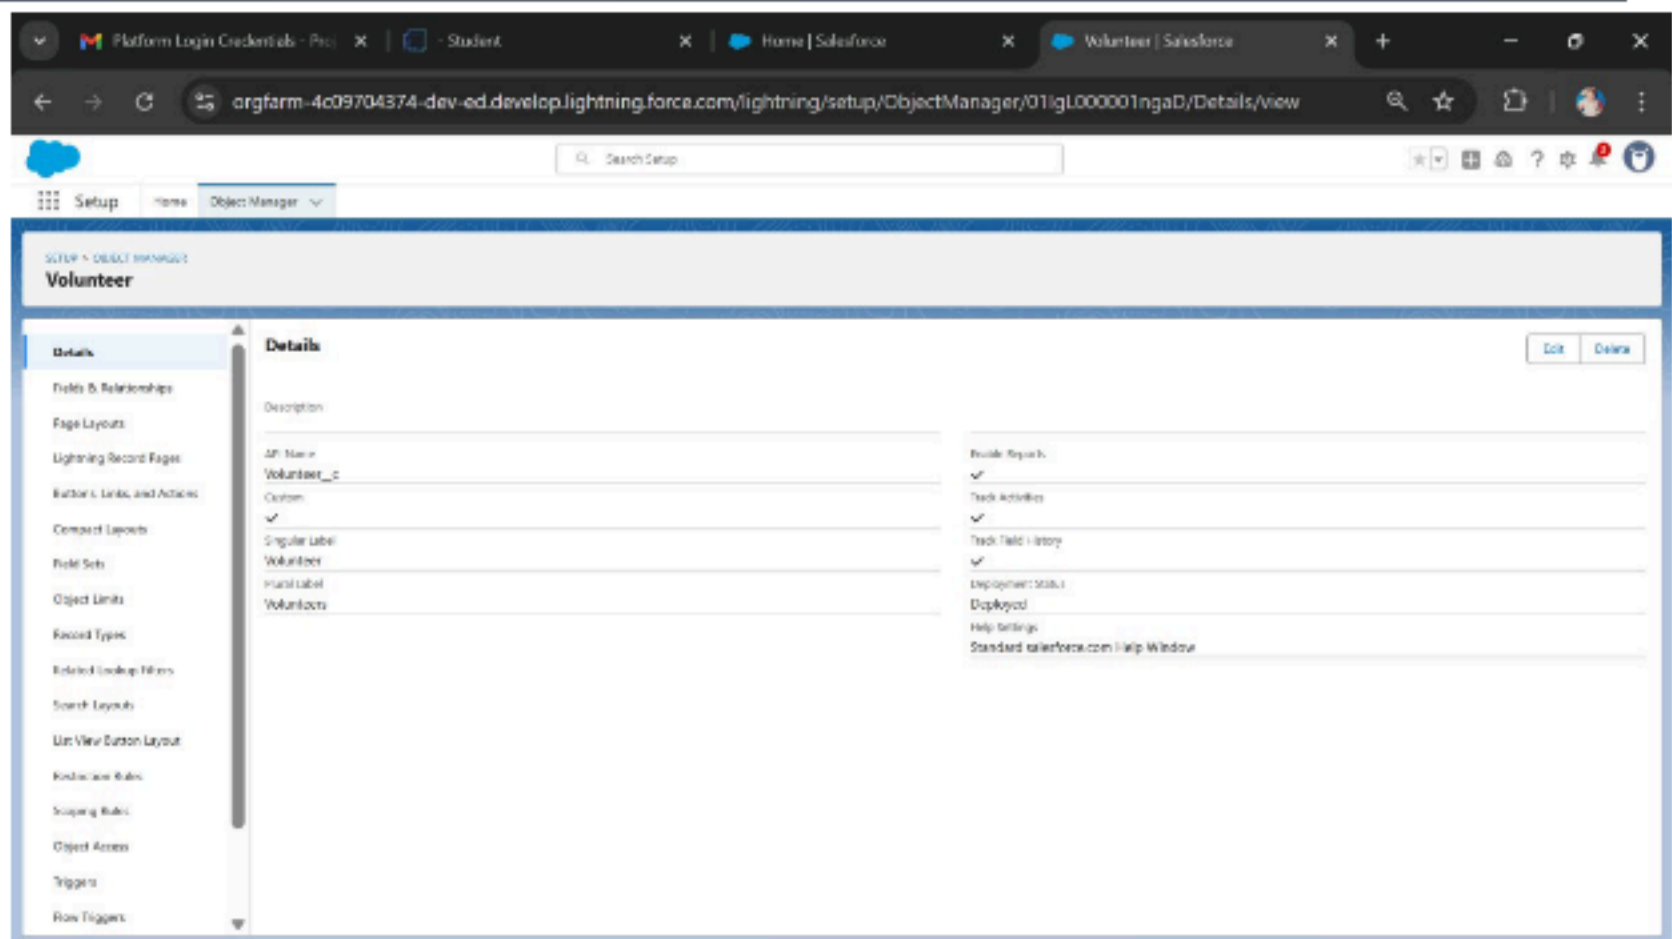 Platform Login Credentials - Proj
- Student
Home | Salesforce
Volunteer | Salesforce
orgfarm-4c09704374-dev-ed.develop.lightning.force.com/lightning/setup/ObjectManager/01IgL000001ngaD/Details/view
Search Setup
Setup
Home
Object Manager
SETUP > OBJECT MANAGER
Volunteer
Details
Fields & Relationships
Page Layouts
Lightning Record Pages
Buttons, Links, and Actions
Compact Layouts
Field Sets
Object Limits
Record Types
Related Lookup Filters
Search Layouts
List View Button Layout
Restriction Rules
Scoping Rules
Object Access
Triggers
Flow Triggers
Details
Edit
Delete
Description
API Name
Volunteer__c
Custom
Singular Label
Volunteer
Plural Label
Volunteers
Enable Reports
Track Activities
Track Field History
Deployment Status
Deployed
Help Settings
Standard salesforce.com Help Window